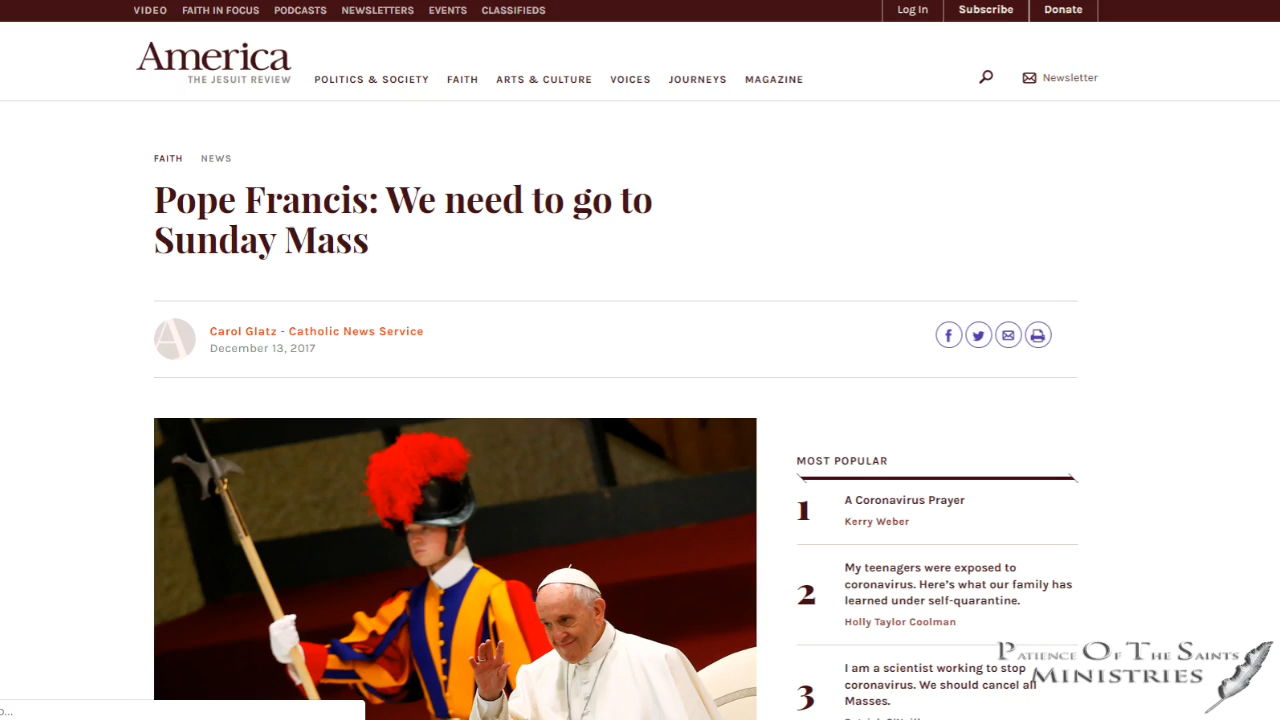 VIDEO FAITH IN FOCUS PODCASTS NEWSLETTERS EVENTS CLASSIFIEDS Log In Subscribe Donate
America
THE JESUIT REVIEW
POLITICS & SOCIETY FAITH ARTS & CULTURE VOICES JOURNEYS MAGAZINE Newsletter
FAITH NEWS
Pope Francis: We need to go to
Sunday Mass
Carol Glatz - Catholic News Service
December 13, 2017
MOST POPULAR
1 A Coronavirus Prayer
Kerry Weber
2 My teenagers were exposed to
coronavirus. Here's what our family has
learned under self-quarantine.
Holly Taylor Coolman
3 I am a scientist working to stop
coronavirus. We should cancel all
Masses.
PATIENCE OF THE SAINTS
MINISTRIES